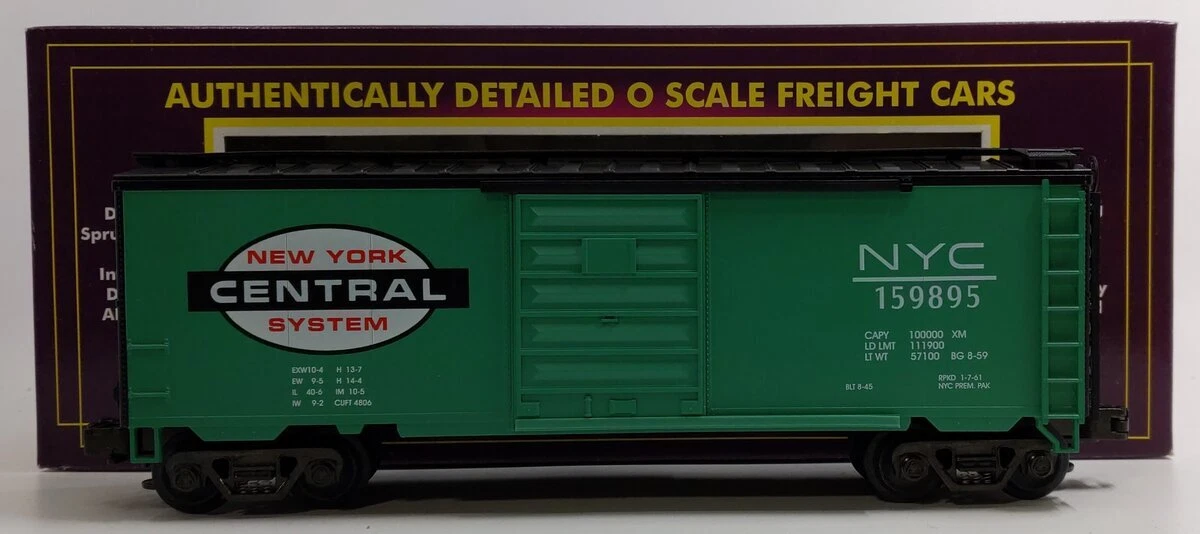 AUTHENTICALLY DETAILED O SCALE FREIGHT CARS
NEW YORK
CENTRAL
SYSTEM
EXW10-4 H 13-7
EW 9-5 H 14-4
IL 40-6 IM 10-5
IW 9-2 CUFT 4806
NYC
159895
CAPY 100000 XM
LD LMT 111900
LT WT 57100 BG 8-59
BLT 8-45
RPKD 1-7-61
NYC PREM. PAK